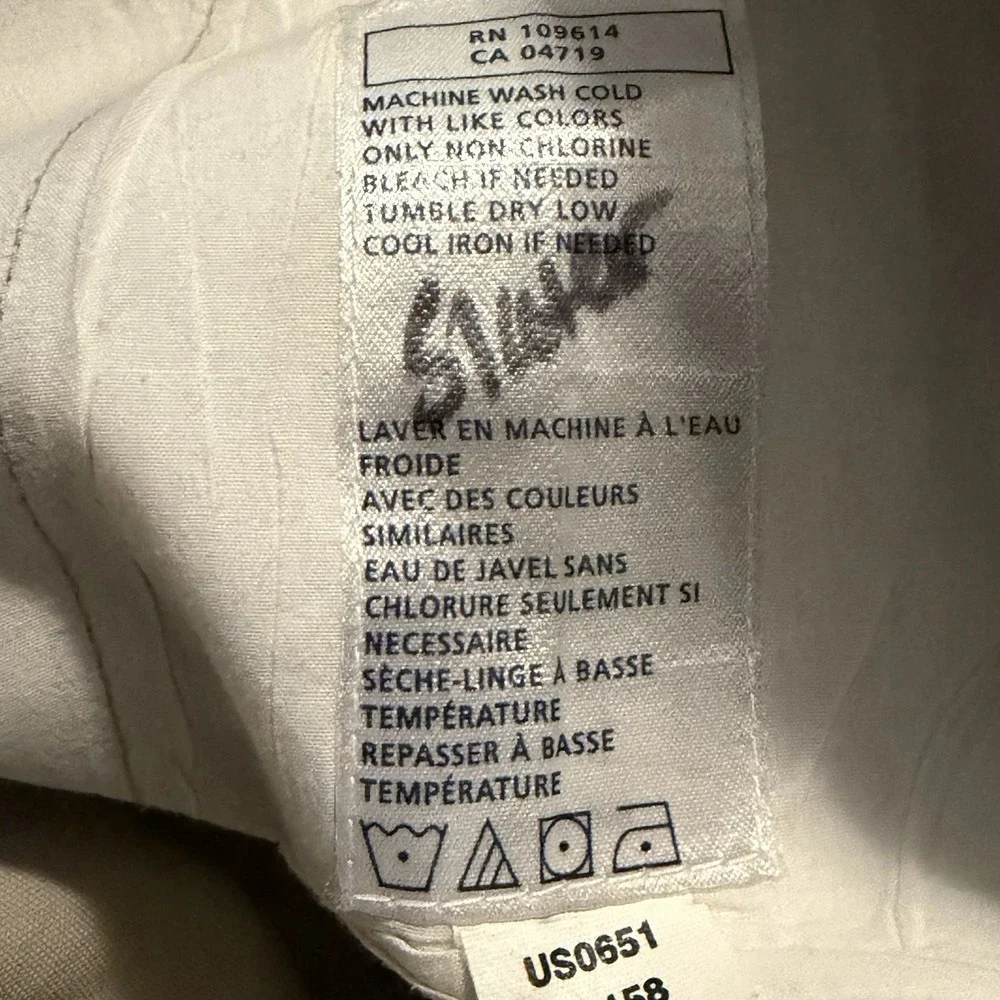 RN 109614
CA 04719
MACHINE WASH COLD
WITH LIKE COLORS
ONLY NON CHLORINE
BLEACH IF NEEDED
TUMBLE DRY LOW
COOL IRON IF NEEDED
LAVER EN MACHINE À L'EAU
FROIDE
AVEC DES COULEURS
SIMILAIRES
EAU DE JAVEL SANS
CHLORURE SEULEMENT SI
NECESSAIRE
SÈCHE-LINGE À BASSE
TEMPÉRATURE
REPASSER À BASSE
TEMPÉRATURE
US0651
158